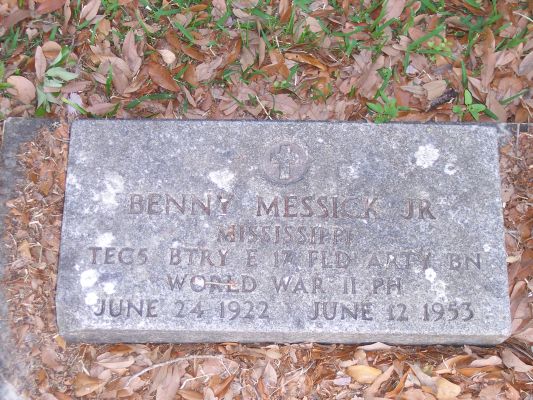 BENNY MESSICK JR
MISSISSIPPI
TEC5 BTRY E 17 FLD ARTY BN
WORLD WAR II PH
JUNE 24 1922 JUNE 12 1953